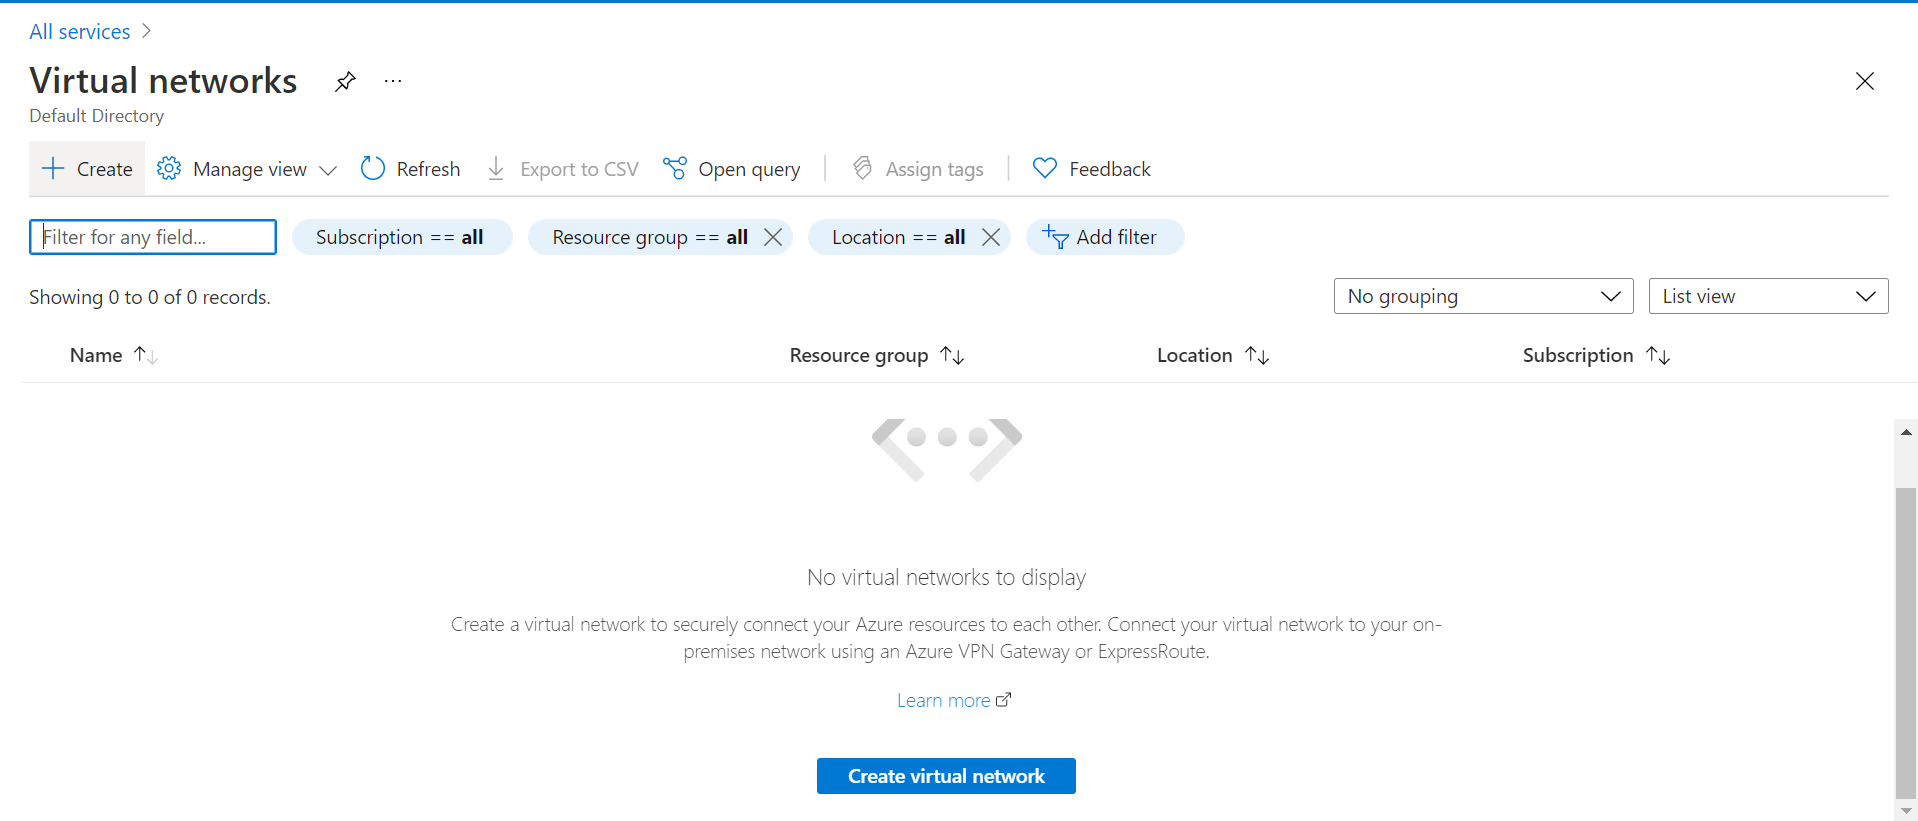 All services
Virtual networks
Default Directory
Create Manage view Refresh Export to CSV Open query Assign tags Feedback
Filter for any field... Subscription == all Resource group == all Location == all Add filter
Showing 0 to 0 of 0 records. No grouping List view
Name Resource group Location Subscription
No virtual networks to display
Create a virtual network to securely connect your Azure resources to each other. Connect your virtual network to your on-
premises network using an Azure VPN Gateway or ExpressRoute.
Learn more
Create virtual network